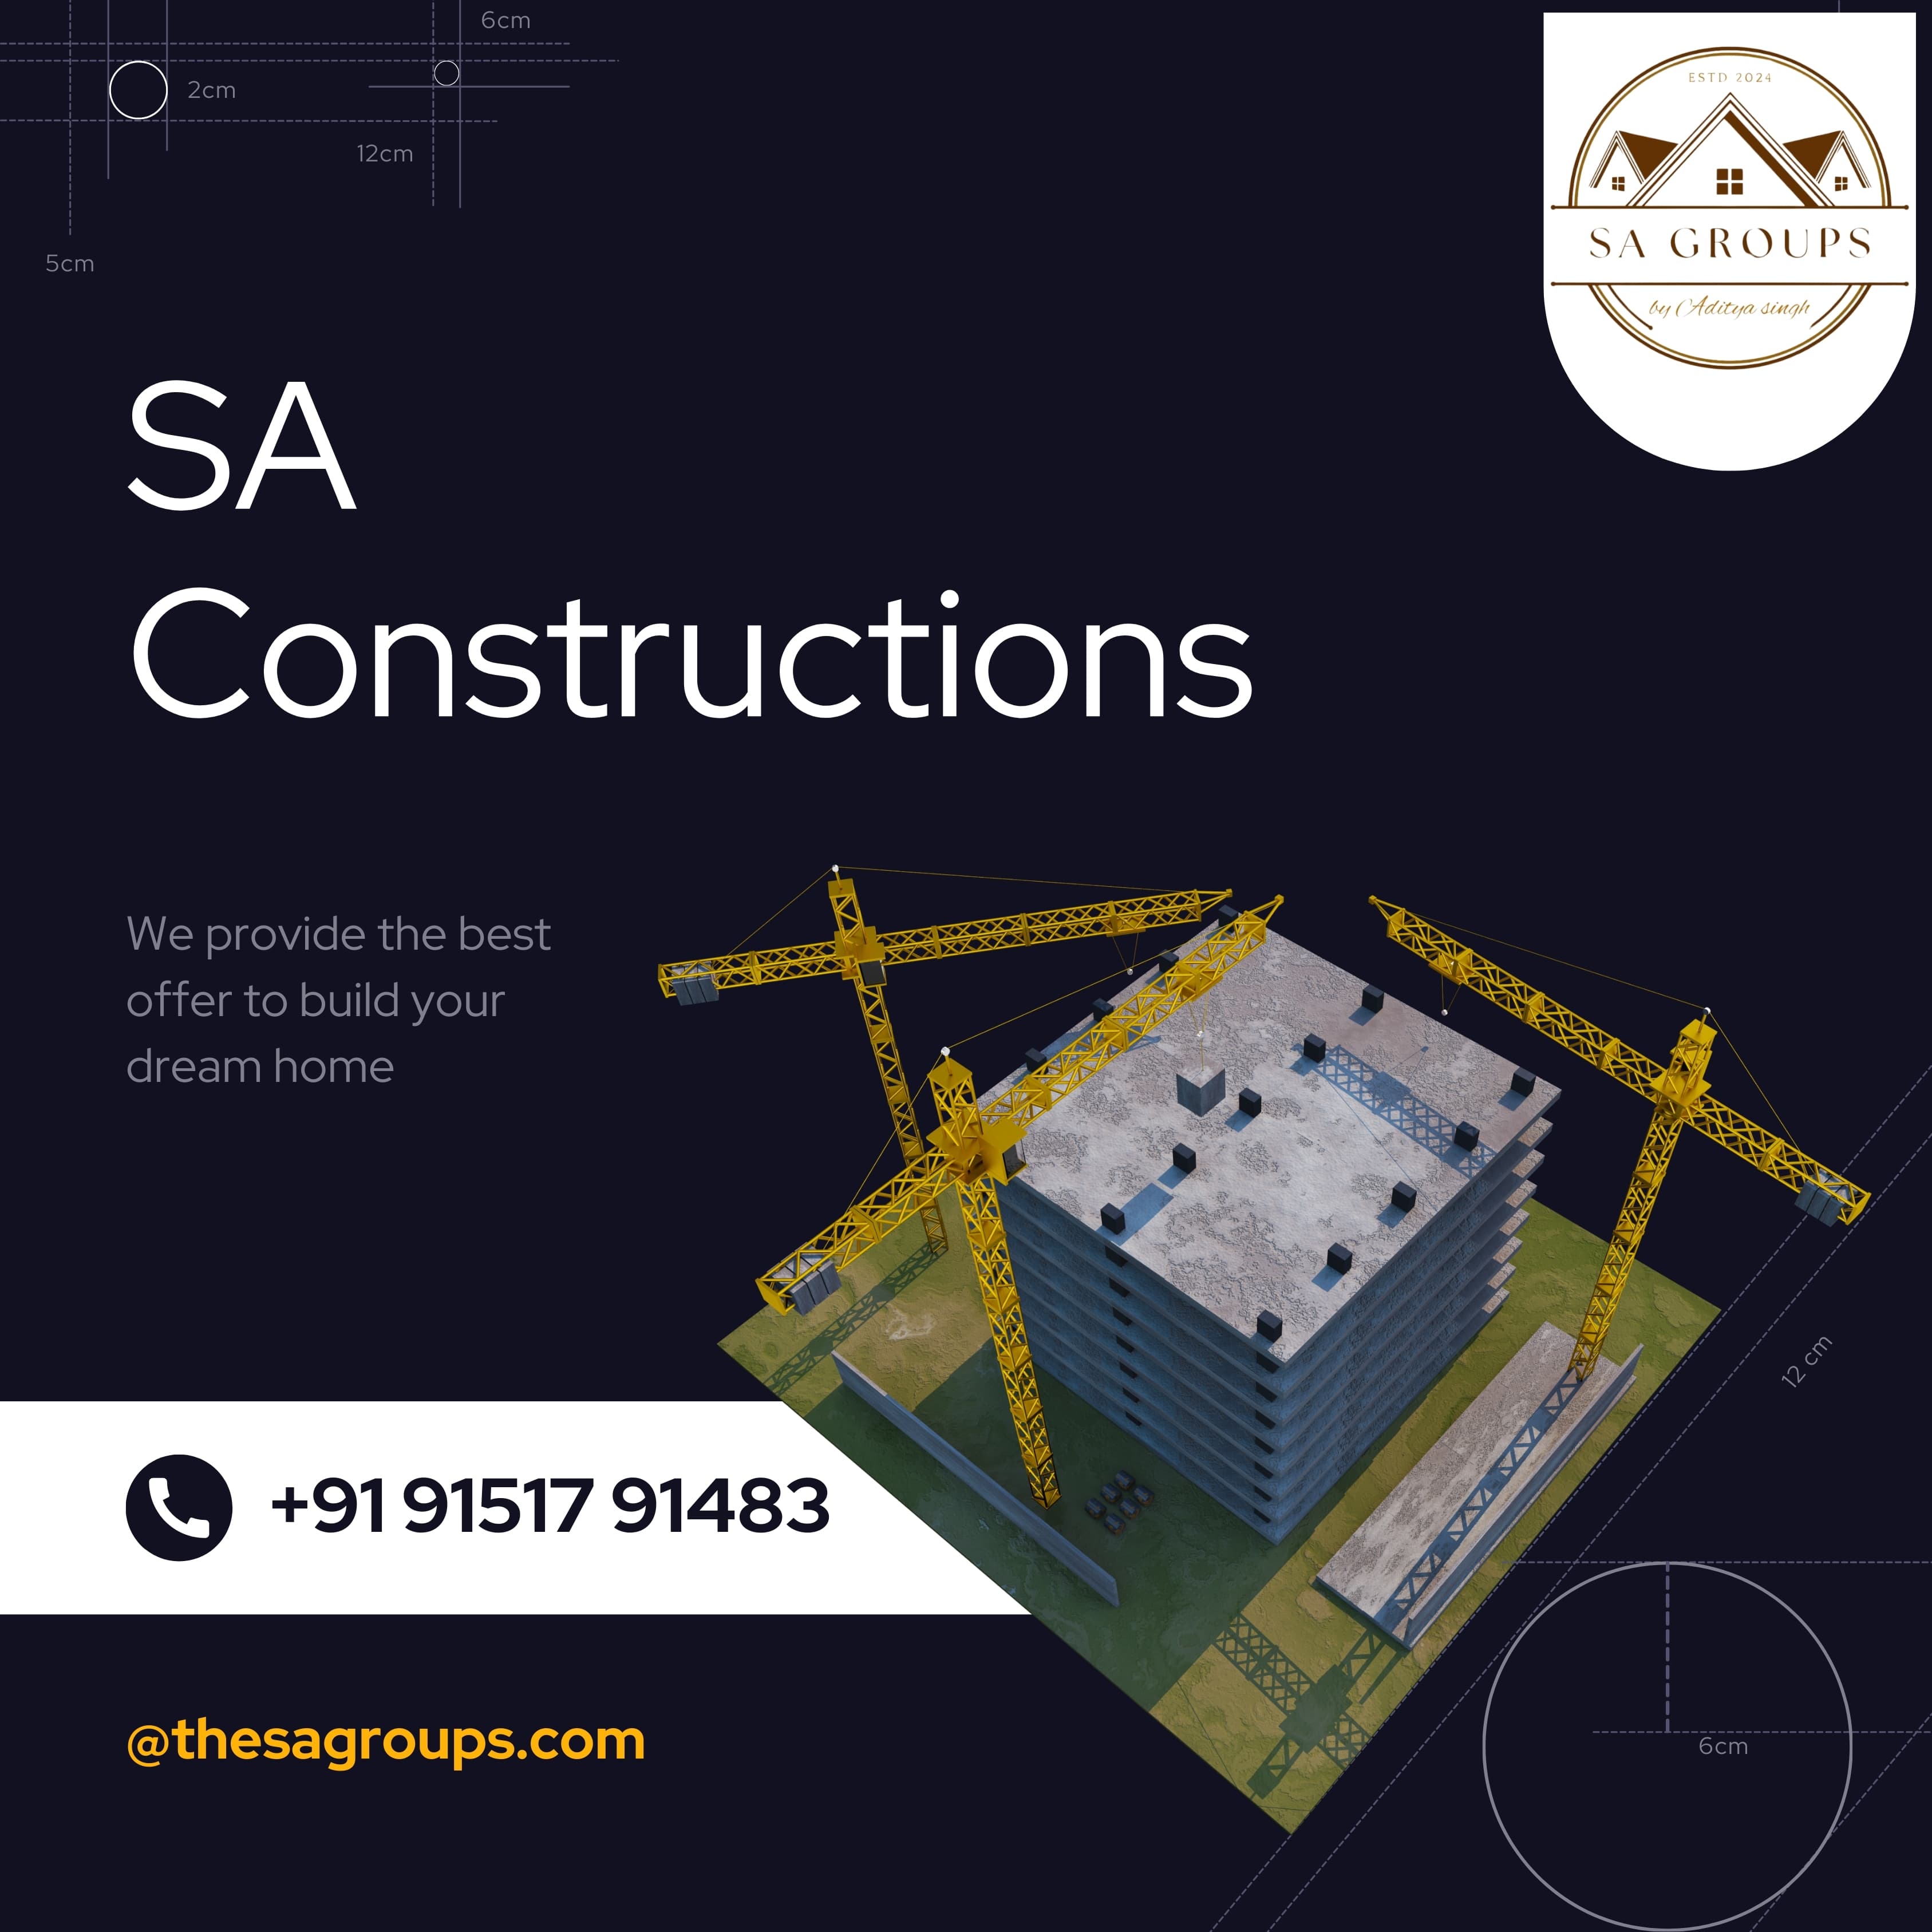 6cm
2cm
12cm
5cm
ESTD 2024
SA GROUPS
by Aditya singh
SA
Constructions
We provide the best
offer to build your
dream home
12 cm
+91 91517 91483
6cm
@thesagroups.com